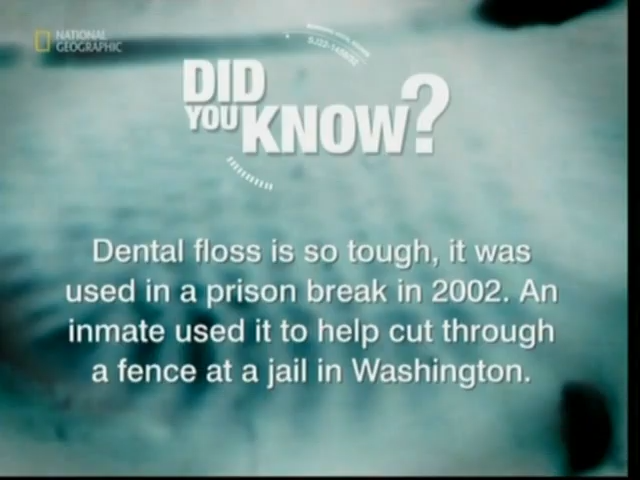 NATIONAL
GEOGRAPHIC
DID
YOU KNOW?
Dental floss is so tough, it was
used in a prison break in 2002. An
inmate used it to help cut through
a fence at a jail in Washington.